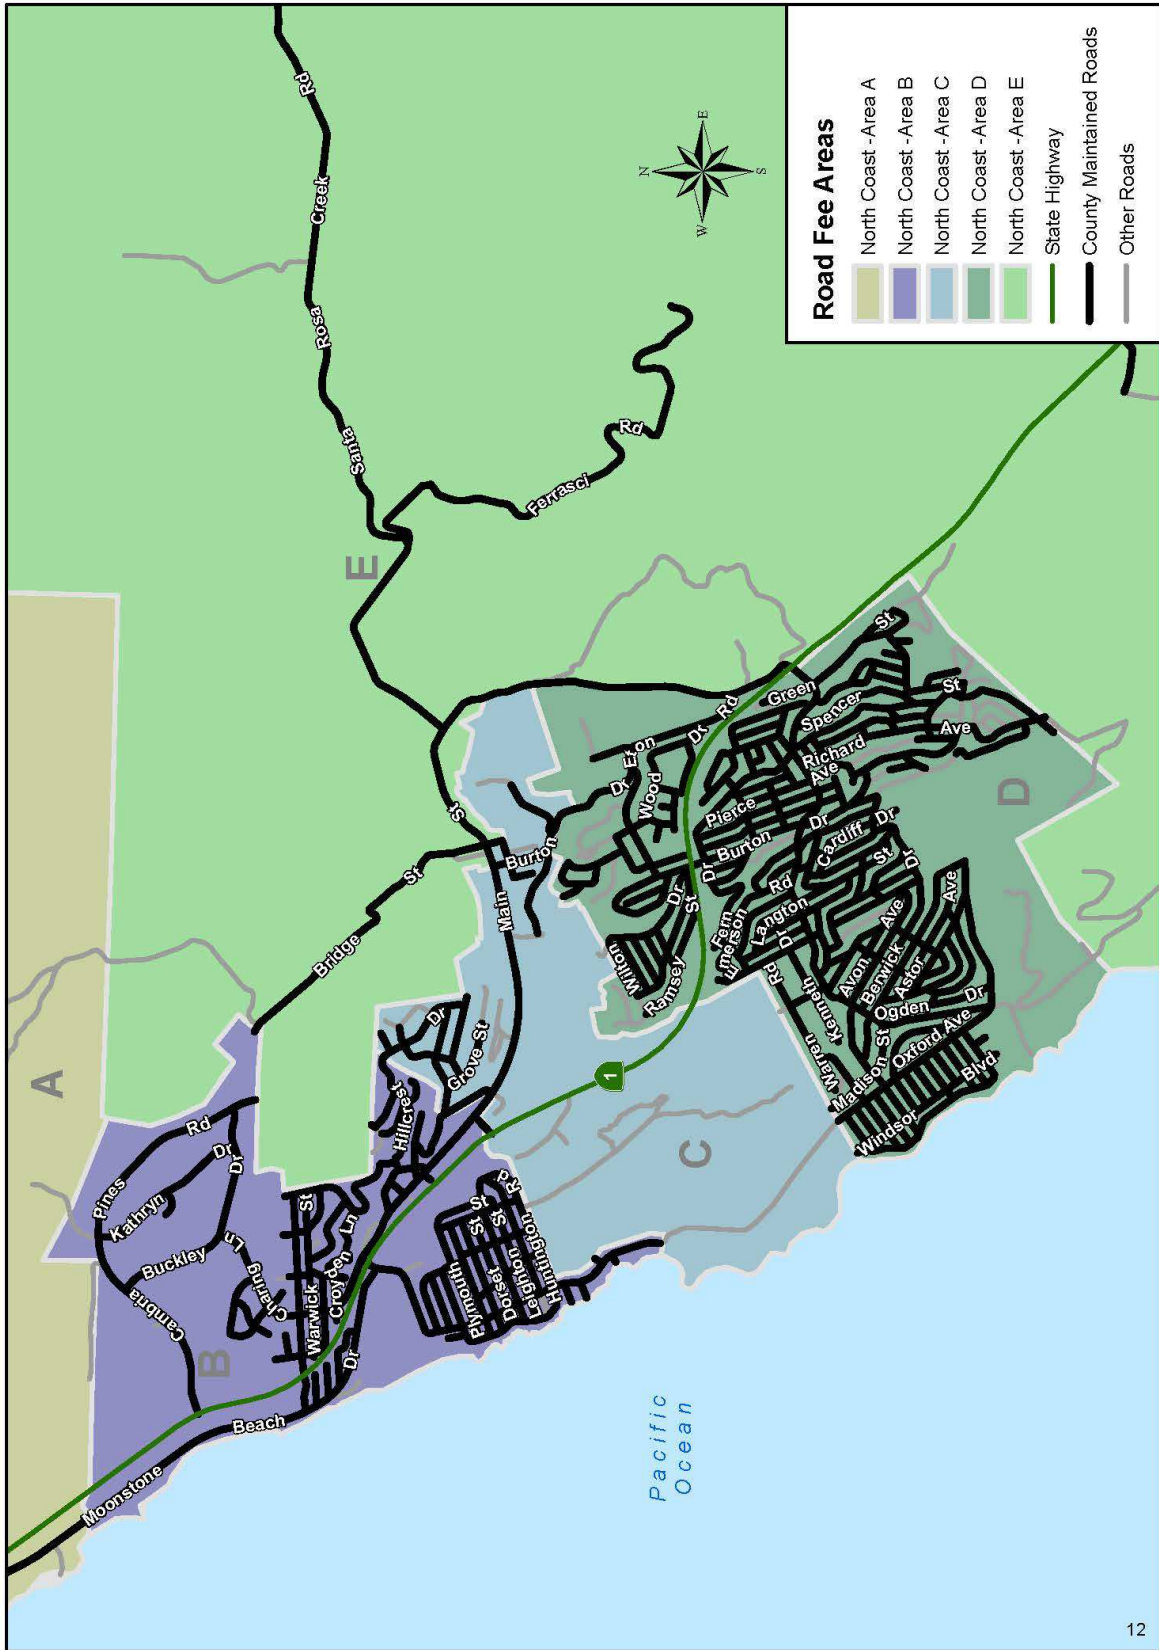 Road Fee Areas
North Coast - Area A
North Coast - Area B
North Coast - Area C
North Coast - Area D
North Coast - Area E
State Highway
County Maintained Roads
Other Roads
N
W
E
S
A
B
C
D
E
1
Pacific
Ocean
Moonstone
Beach
Dr
Cambria
Pines
Rd
Kathryn
Dr
Buckley
Dr
Charing
Ln
Warwick
St
Croyden
Ln
Hillcrest
Dr
Grove St
Plymouth
St
Dorset
St
Leighton
St
Huntington
Rd
Bridge
St
Main
St
Burton
Dr
Santa
Rosa
Creek
Rd
Ferrasci
Rd
Eton
Rd
Wood
Dr
Green
St
Spencer
St
Richard
Ave
Pierce
Ave
Burton
Dr
Cardiff
Dr
Wilton
Dr
Ramsey
St
Fern
Dr
Emerson
Rd
Langton
St
Warren
Rd
Kenneth
Dr
Avon
Ave
Berwick
Dr
Astor
Ave
Ogden
Dr
Madison St
Oxford Ave
Windsor
Blvd
12